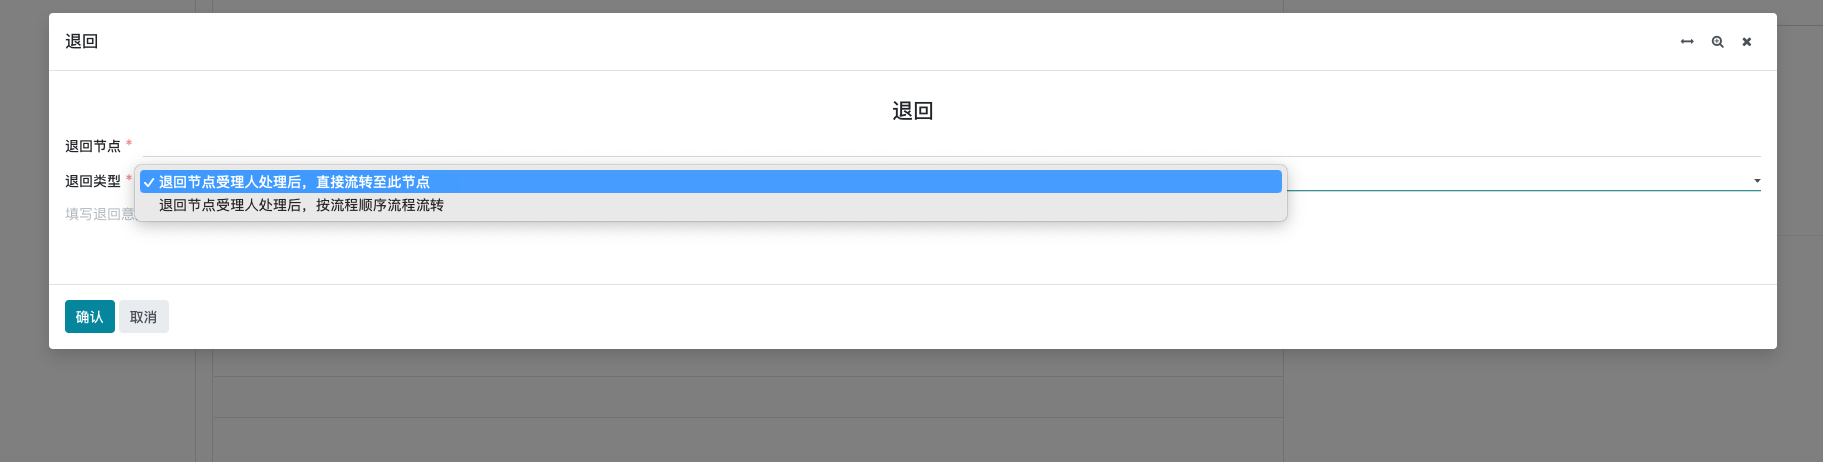 退回
退回
退回节点 *
退回类型 *
退回节点受理人处理后，直接流转至此节点
退回节点受理人处理后，按流程顺序流程流转
填写退回意
确认
取消